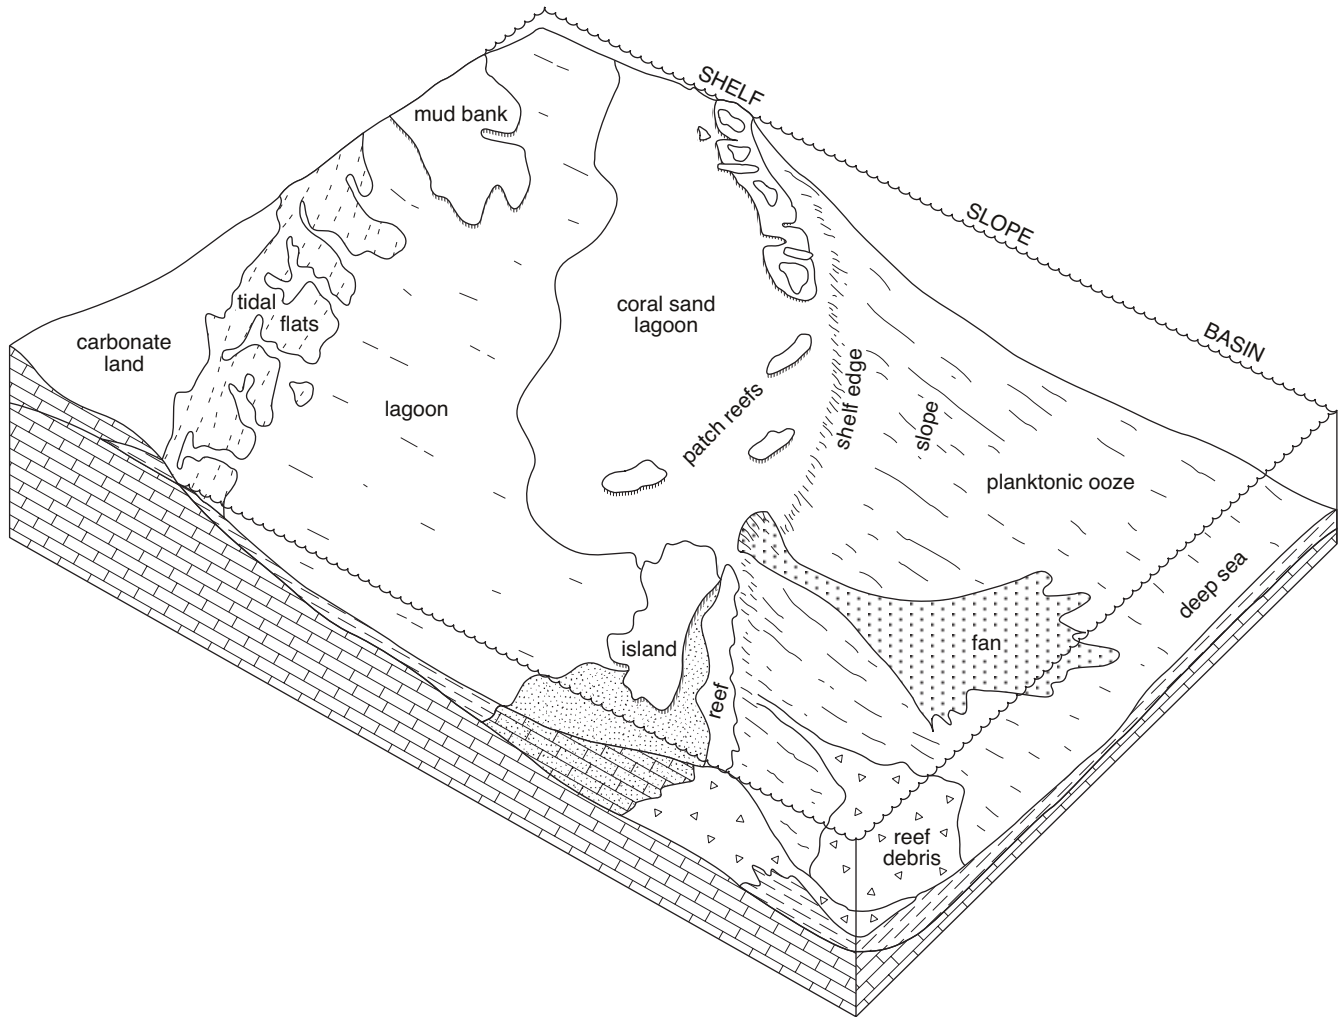 SHELF
mud bank
SLOPE
tidal
flats
coral sand
lagoon
BASIN
carbonate
land
lagoon
patch reefs
shelf edge
slope
planktonic ooze
deep sea
island
fan
reef
reef
debris